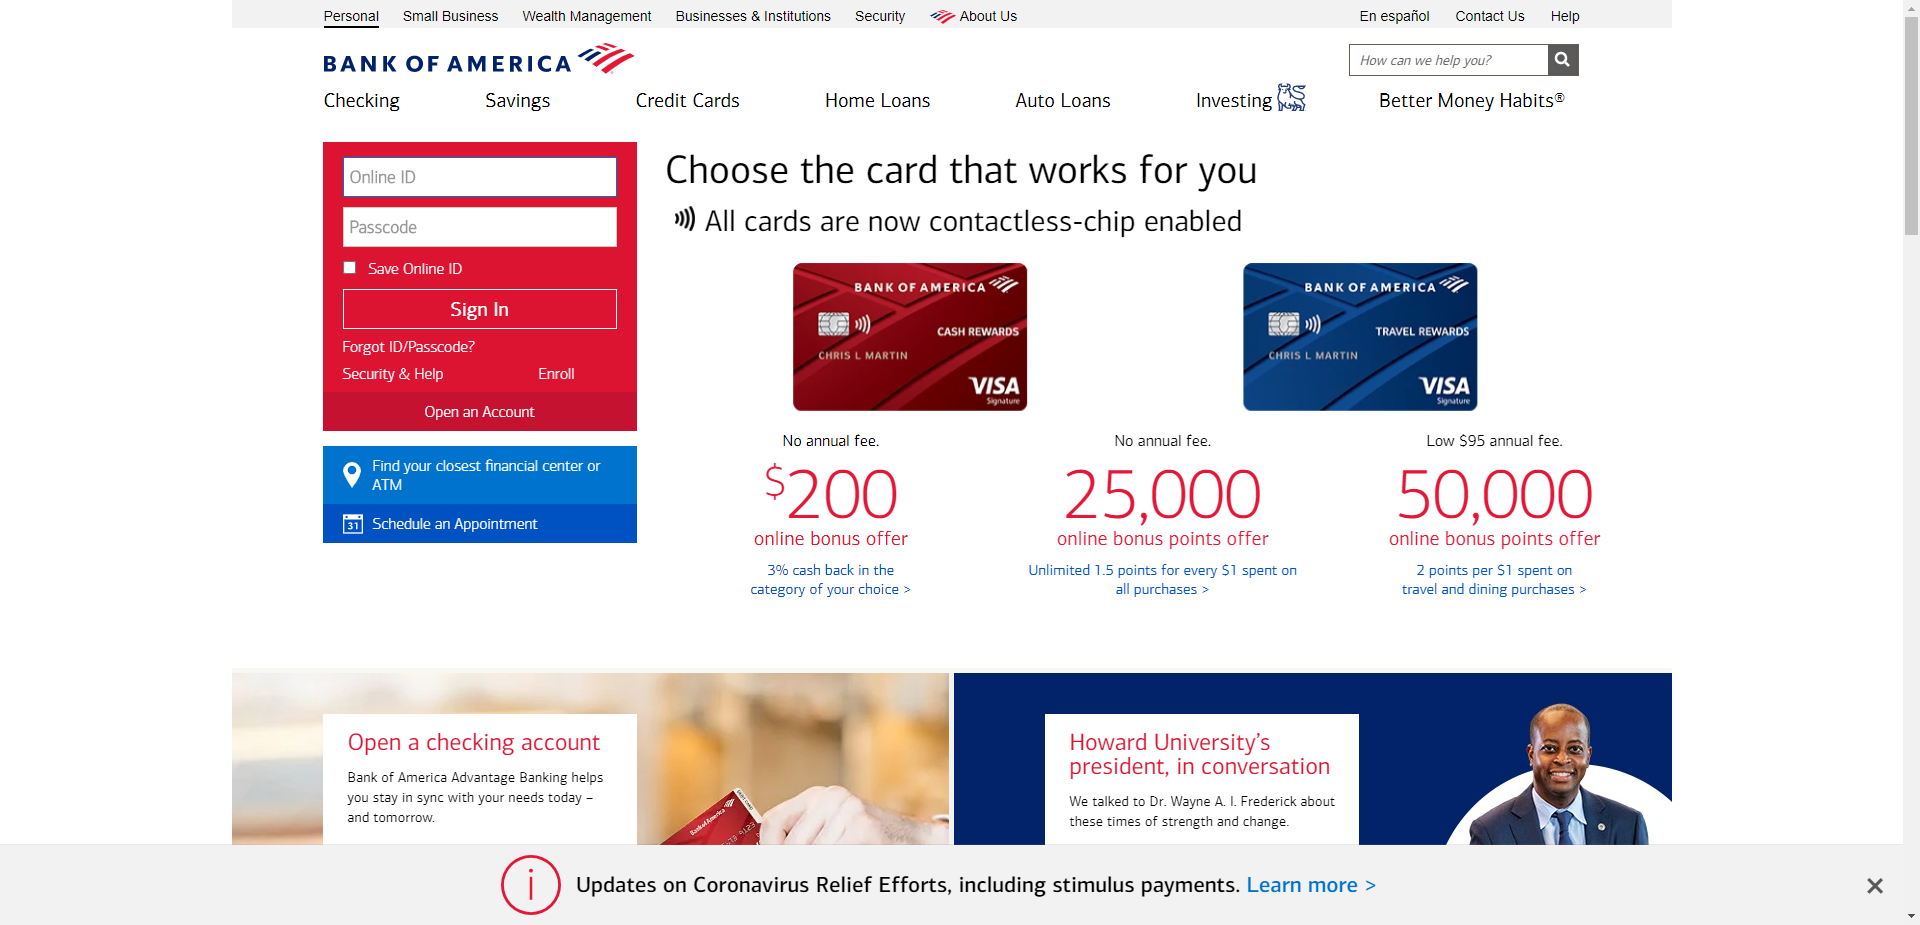 Personal Small Business Wealth Management Businesses & Institutions Security About Us En español Contact Us Help
BANK OF AMERICA
How can we help you?
Checking Savings Credit Cards Home Loans Auto Loans Investing Better Money Habits®
Online ID
Passcode
Save Online ID
Sign In
Forgot ID/Passcode?
Security & Help Enroll
Open an Account
Find your closest financial center or
ATM
31 Schedule an Appointment
Choose the card that works for you
All cards are now contactless-chip enabled
BANK OF AMERICA
CASH REWARDS
CHRIS L MARTIN
VISA
Signature
BANK OF AMERICA
TRAVEL REWARDS
CHRIS L MARTIN
VISA
Signature
No annual fee.
$200
online bonus offer
3% cash back in the
category of your choice >
No annual fee.
25,000
online bonus points offer
Unlimited 1.5 points for every $1 spent on
all purchases >
Low $95 annual fee.
50,000
online bonus points offer
2 points per $1 spent on
travel and dining purchases >
Open a checking account
Bank of America Advantage Banking helps
you stay in sync with your needs today –
and tomorrow.
Bank of America
Howard University's
president, in conversation
We talked to Dr. Wayne A. I. Frederick about
these times of strength and change.
Updates on Coronavirus Relief Efforts, including stimulus payments. Learn more >